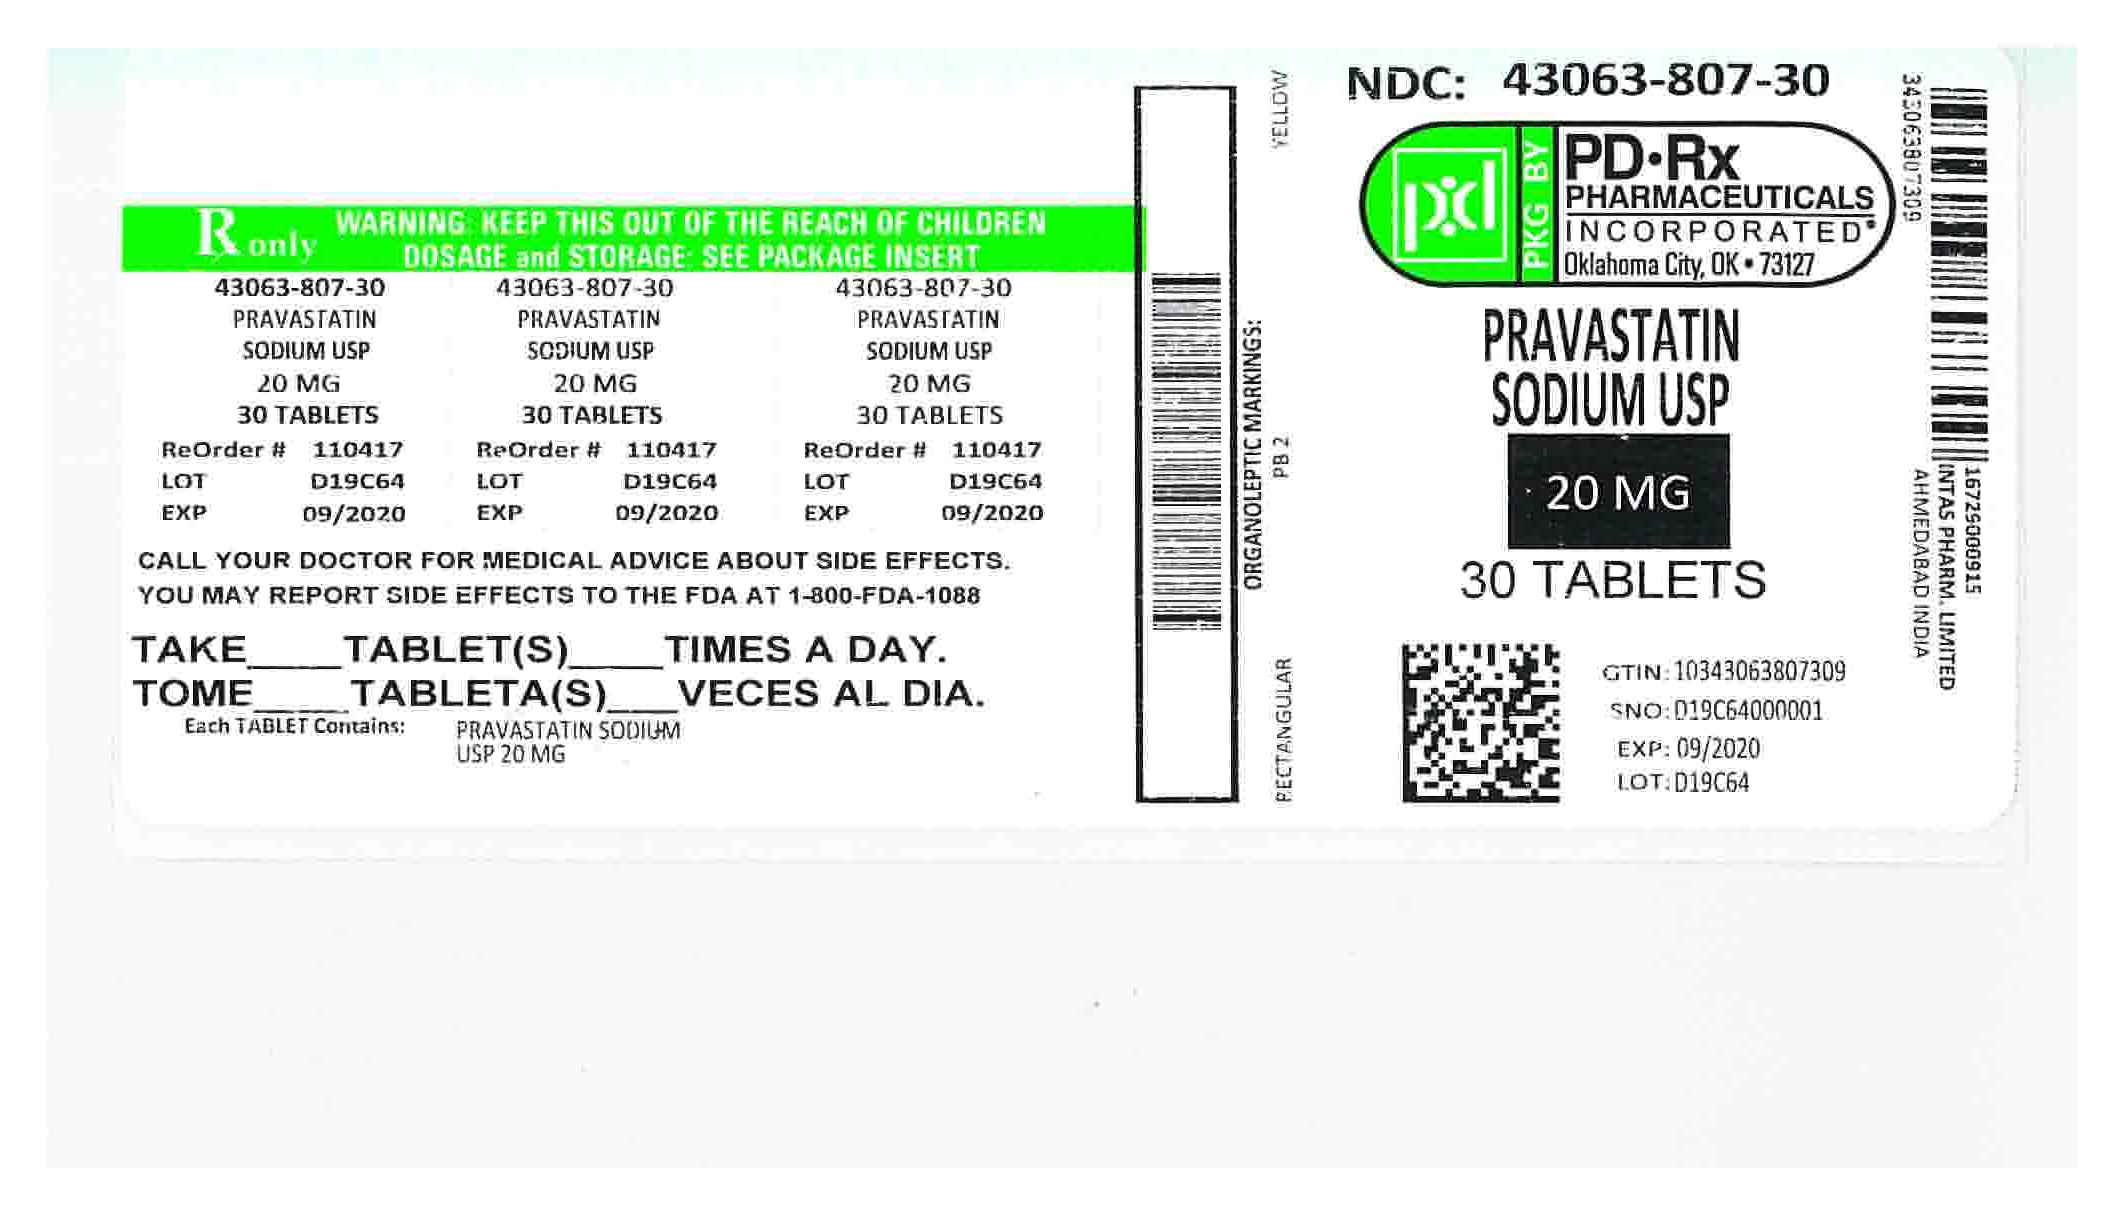 Rx only
WARNING: KEEP THIS OUT OF THE REACH OF CHILDREN
DOSAGE and STORAGE: SEE PACKAGE INSERT
43063-807-30 43063-807-30 43063-807-30
PRAVASTATIN PRAVASTATIN PRAVASTATIN
SODIUM USP SODIUM USP SODIUM USP
20 MG 20 MG 20 MG
30 TABLETS 30 TABLETS 30 TABLETS
ReOrder # 110417 ReOrder # 110417 ReOrder # 110417
LOT D19C64 LOT D19C64 LOT D19C64
EXP 09/2020 EXP 09/2020 EXP 09/2020
CALL YOUR DOCTOR FOR MEDICAL ADVICE ABOUT SIDE EFFECTS.
YOU MAY REPORT SIDE EFFECTS TO THE FDA AT 1-800-FDA-1088
TAKE____TABLET(S)____TIMES A DAY.
TOME____TABLETA(S)___VECES AL DIA.
Each TABLET Contains: PRAVASTATIN SODIUM
USP 20 MG
ORGANOLEPTIC MARKINGS:
RECTANGULAR PB 2 YELLOW
NDC: 43063-807-30
pd
PKG BY
PD•Rx
PHARMACEUTICALS
INCORPORATED®
Oklahoma City, OK • 73127
PRAVASTATIN
SODIUM USP
20 MG
30 TABLETS
GTIN: 10343063807309
SNO: D19C64000001
EXP: 09/2020
LOT: D19C64
343063807309
1672900915
INTAS PHARM. LIMITED
AHMEDABAD INDIA